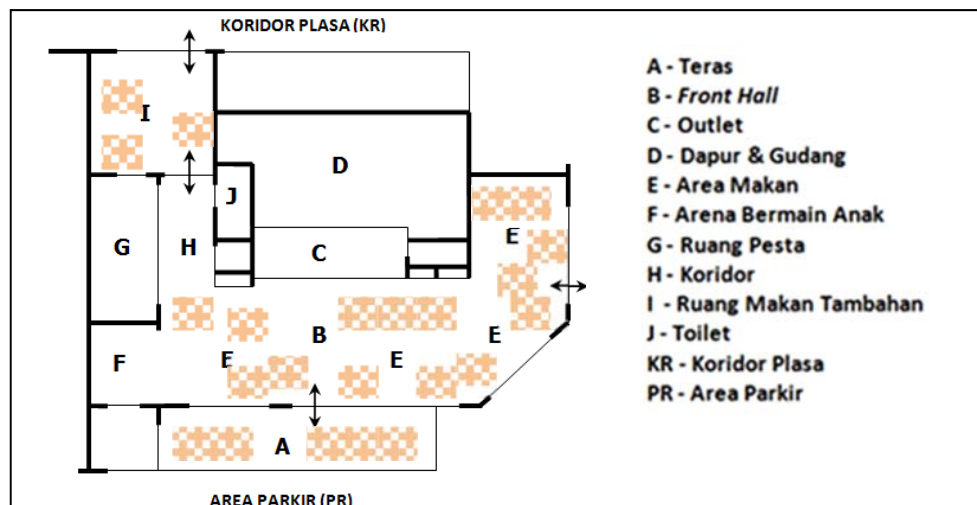 KORIDOR PLASA (KR)
I
D
J
G
H
C
E
B
E
F
E
E
A
AREA PARKIR (PR)
A - Teras
B - Front Hall
C - Outlet
D - Dapur & Gudang
E - Area Makan
F - Arena Bermain Anak
G - Ruang Pesta
H - Koridor
I - Ruang Makan Tambahan
J - Toilet
KR - Koridor Plasa
PR - Area Parkir